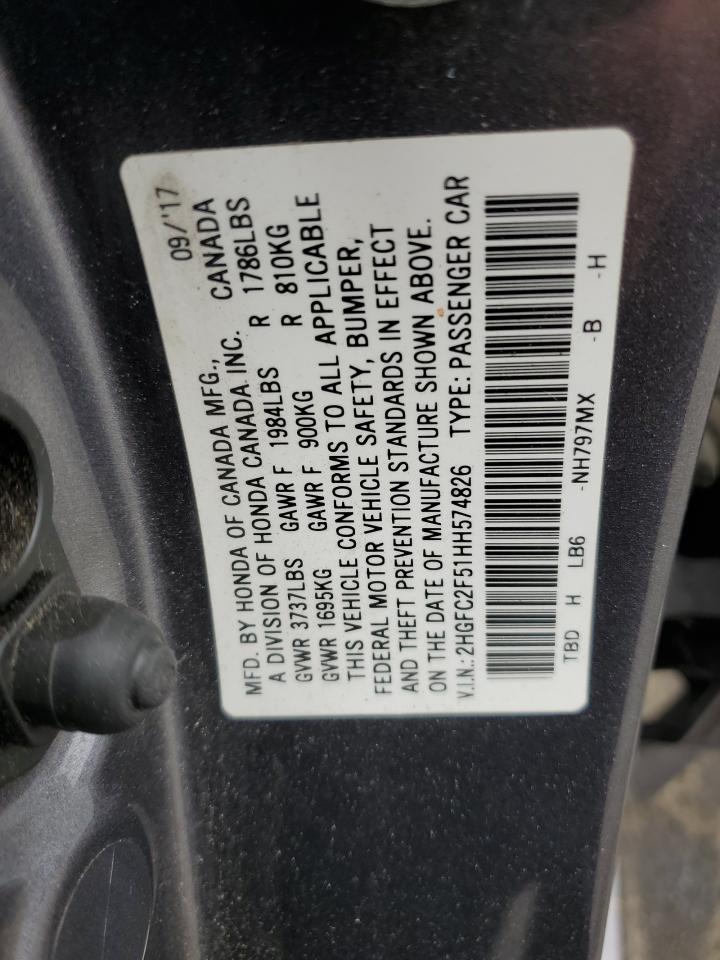 09/'17
MFD. BY HONDA OF CANADA MFG., CANADA
A DIVISION OF HONDA CANADA INC.
GVWR 3737LBS GAWR F 1984LBS R 1786LBS
GVWR 1695KG GAWR F 900KG R 810KG
THIS VEHICLE CONFORMS TO ALL APPLICABLE
FEDERAL MOTOR VEHICLE SAFETY, BUMPER,
AND THEFT PREVENTION STANDARDS IN EFFECT
ON THE DATE OF MANUFACTURE SHOWN ABOVE.
V.I.N.: 2HGFC2F51HH574826 TYPE: PASSENGER CAR
TBD H LB6 -NH797MX -B -H